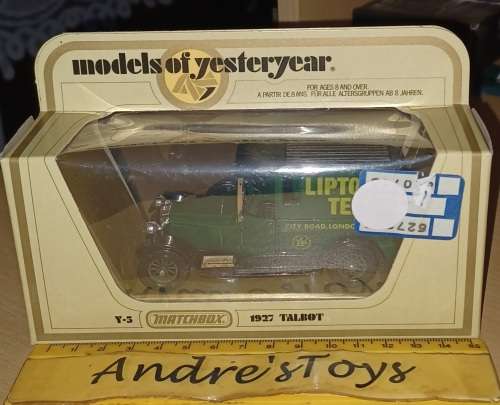 models of yesteryear®
FOR AGES 8 AND OVER.
A PARTIR DE 8 ANS. FÜR ALLE ALTERSGRUPPEN AB 8 JAHREN.
LIPTO
TE
CITY ROAD, LONDO
Y-5 MATCHBOX 1927 TALBOT
Andre'sToys